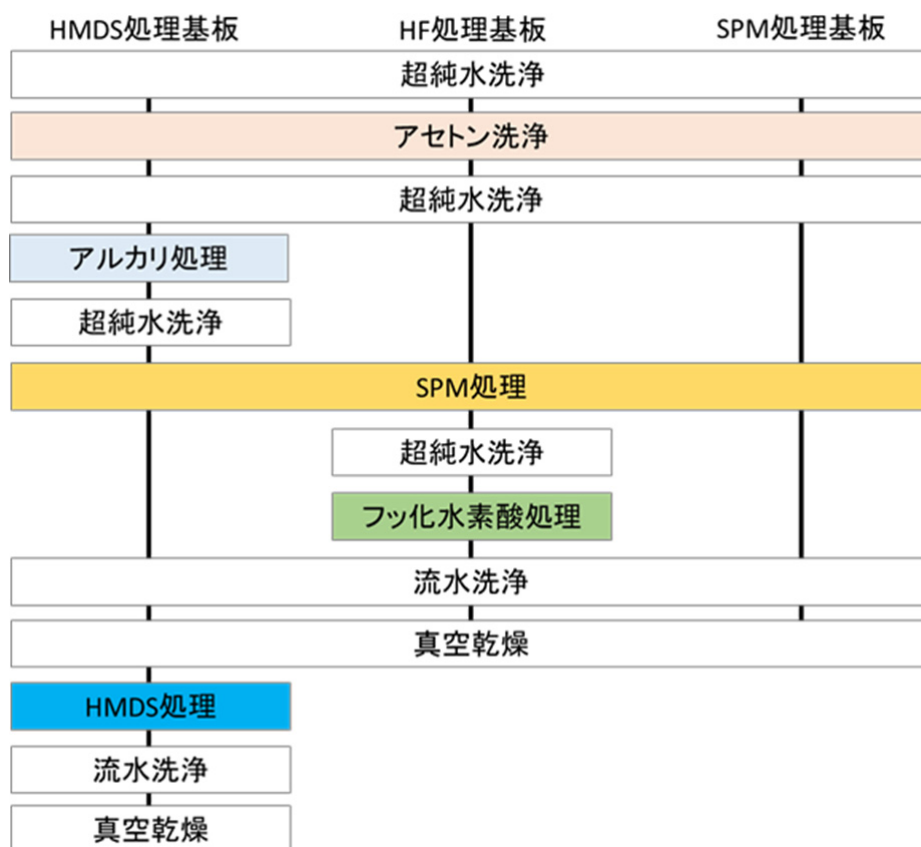 HMDS処理基板
HF処理基板
SPM処理基板
超純水洗浄
アセトン洗浄
超純水洗浄
アルカリ処理
超純水洗浄
SPM処理
超純水洗浄
フッ化水素酸処理
流水洗浄
真空乾燥
HMDS処理
流水洗浄
真空乾燥